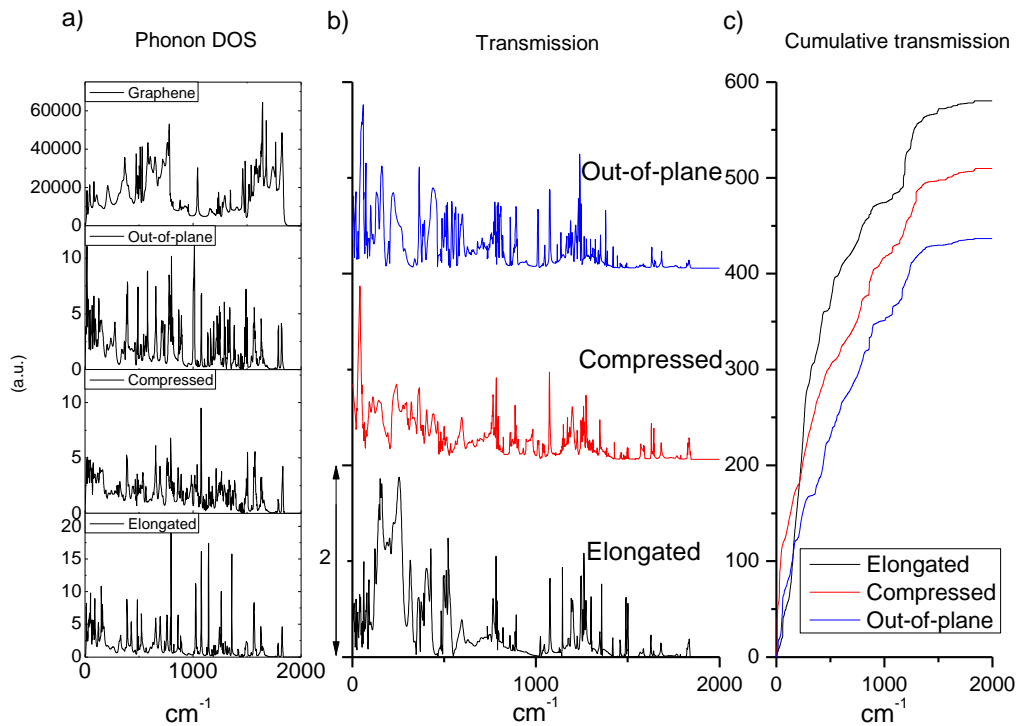 a)
Phonon DOS
Graphene
60000
40000
20000
0
Out-of-plane
10
5
0
Compressed
10
5
0
Elongated
20
15
10
5
0
(a.u.)
0
1000
2000
cm-1
b)
Transmission
Out-of-plane
Compressed
Elongated
2
0
1000
2000
cm-1
c)
Cumulative transmission
600
500
400
300
200
100
0
Elongated
Compressed
Out-of-plane
0
1000
2000
cm-1